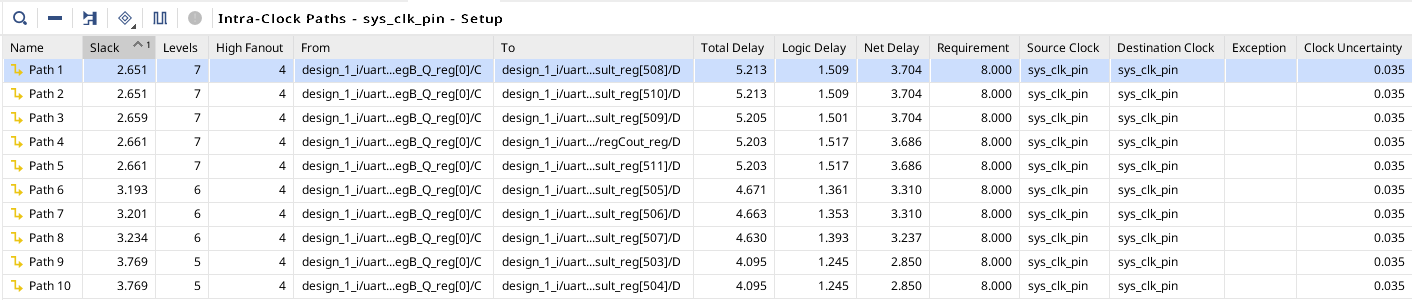 Intra-Clock Paths - sys_clk_pin - Setup
Name Slack 1 Levels High Fanout From To Total Delay Logic Delay Net Delay Requirement Source Clock Destination Clock Exception Clock Uncertainty
Path 1 2.651 7 4 design_1_i/uart...egB_Q_reg[0]/C design_1_i/uart...sult_reg[508]/D 5.213 1.509 3.704 8.000 sys_clk_pin sys_clk_pin 0.035
Path 2 2.651 7 4 design_1_i/uart...egB_Q_reg[0]/C design_1_i/uart...sult_reg[510]/D 5.213 1.509 3.704 8.000 sys_clk_pin sys_clk_pin 0.035
Path 3 2.659 7 4 design_1_i/uart...egB_Q_reg[0]/C design_1_i/uart...sult_reg[509]/D 5.205 1.501 3.704 8.000 sys_clk_pin sys_clk_pin 0.035
Path 4 2.661 7 4 design_1_i/uart...egB_Q_reg[0]/C design_1_i/uart.../regCout_reg/D 5.203 1.517 3.686 8.000 sys_clk_pin sys_clk_pin 0.035
Path 5 2.661 7 4 design_1_i/uart...egB_Q_reg[0]/C design_1_i/uart...sult_reg[511]/D 5.203 1.517 3.686 8.000 sys_clk_pin sys_clk_pin 0.035
Path 6 3.193 6 4 design_1_i/uart...egB_Q_reg[0]/C design_1_i/uart...sult_reg[505]/D 4.671 1.361 3.310 8.000 sys_clk_pin sys_clk_pin 0.035
Path 7 3.201 6 4 design_1_i/uart...egB_Q_reg[0]/C design_1_i/uart...sult_reg[506]/D 4.663 1.353 3.310 8.000 sys_clk_pin sys_clk_pin 0.035
Path 8 3.234 6 4 design_1_i/uart...egB_Q_reg[0]/C design_1_i/uart...sult_reg[507]/D 4.630 1.393 3.237 8.000 sys_clk_pin sys_clk_pin 0.035
Path 9 3.769 5 4 design_1_i/uart...egB_Q_reg[0]/C design_1_i/uart...sult_reg[503]/D 4.095 1.245 2.850 8.000 sys_clk_pin sys_clk_pin 0.035
Path 10 3.769 5 4 design_1_i/uart...egB_Q_reg[0]/C design_1_i/uart...sult_reg[504]/D 4.095 1.245 2.850 8.000 sys_clk_pin sys_clk_pin 0.035